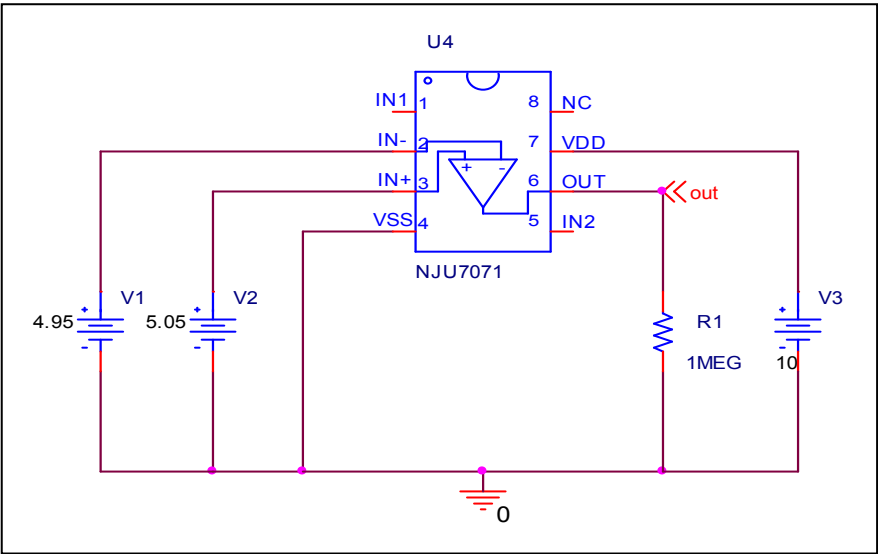 U4
IN1 1 8 NC
IN- 2 7 VDD
+ -
IN+ 3 6 OUT
out
VSS 4 5 IN2
NJU7071
+ V1 + V2 + V3
4.95 5.05 R1
- - 1MEG 10 -
0